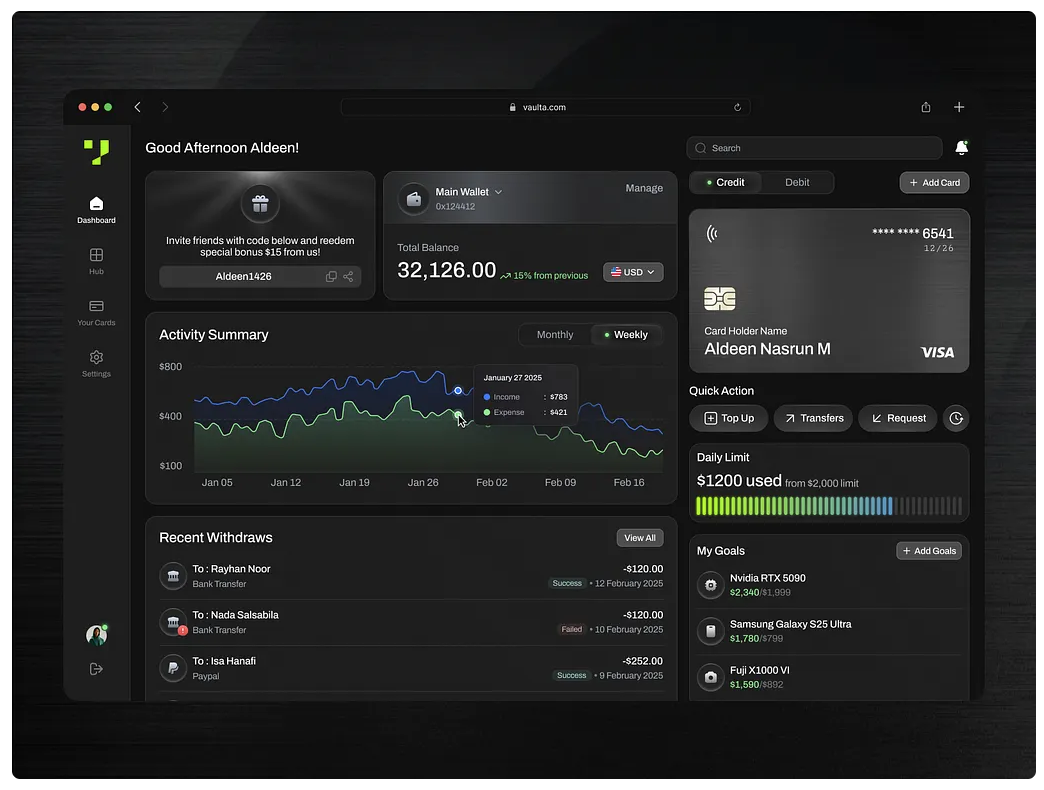 vaulta.com
Good Afternoon Aldeen!
Search
Dashboard
Hub
Your Cards
Settings
Invite friends with code below and reedem
special bonus $15 from us!
Aldeen1426
Main Wallet
0x124412
Manage
Total Balance
32,126.00
15% from previous
USD
Activity Summary
Monthly
Weekly
$800
$400
$100
January 27 2025
Income : $783
Expense : $421
Jan 05
Jan 12
Jan 19
Jan 26
Feb 02
Feb 09
Feb 16
Recent Withdraws
View All
To : Rayhan Noor
-$120.00
Bank Transfer
Success • 12 February 2025
To : Nada Salsabila
-$120.00
Bank Transfer
Failed • 10 February 2025
To : Isa Hanafi
-$252.00
Paypal
Success • 9 February 2025
Credit
Debit
+ Add Card
**** **** 6541
12/26
Card Holder Name
Aldeen Nasrun M
VISA
Quick Action
Top Up
Transfers
Request
Daily Limit
$1200 used from $2,000 limit
My Goals
+ Add Goals
Nvidia RTX 5090
$2,340/$1,999
Samsung Galaxy S25 Ultra
$1,780/$799
Fuji X1000 VI
$1,590/$892